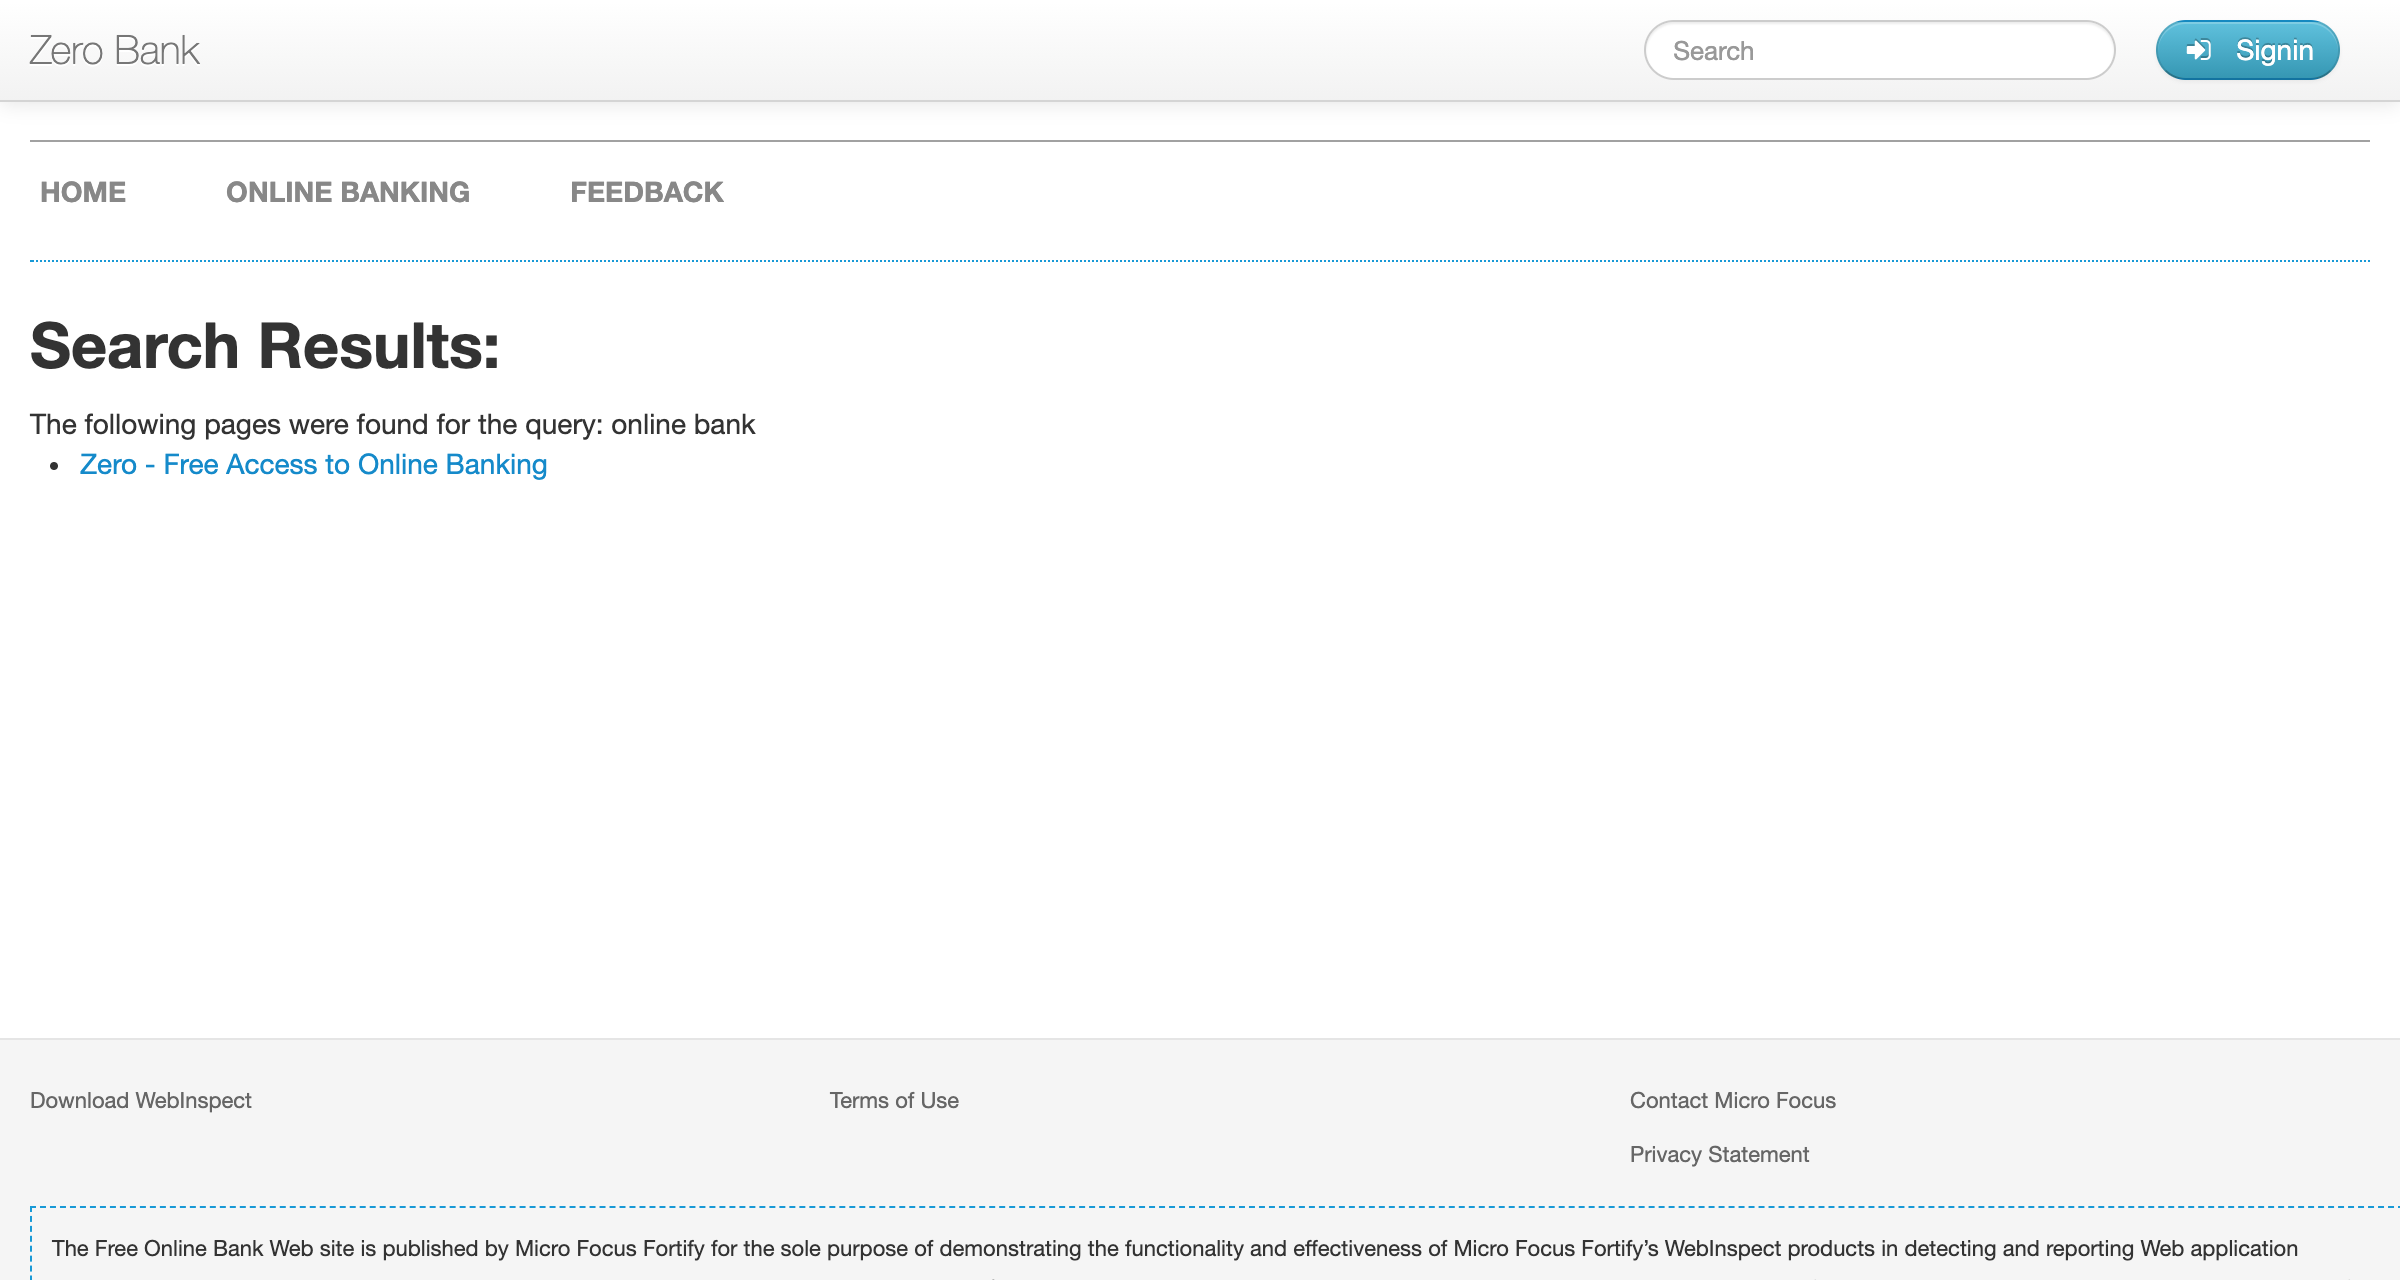 Zero Bank
Search
Signin
HOME
ONLINE BANKING
FEEDBACK
Search Results:
The following pages were found for the query: online bank
• Zero - Free Access to Online Banking
Download WebInspect
Terms of Use
Contact Micro Focus
Privacy Statement
The Free Online Bank Web site is published by Micro Focus Fortify for the sole purpose of demonstrating the functionality and effectiveness of Micro Focus Fortify’s WebInspect products in detecting and reporting Web application